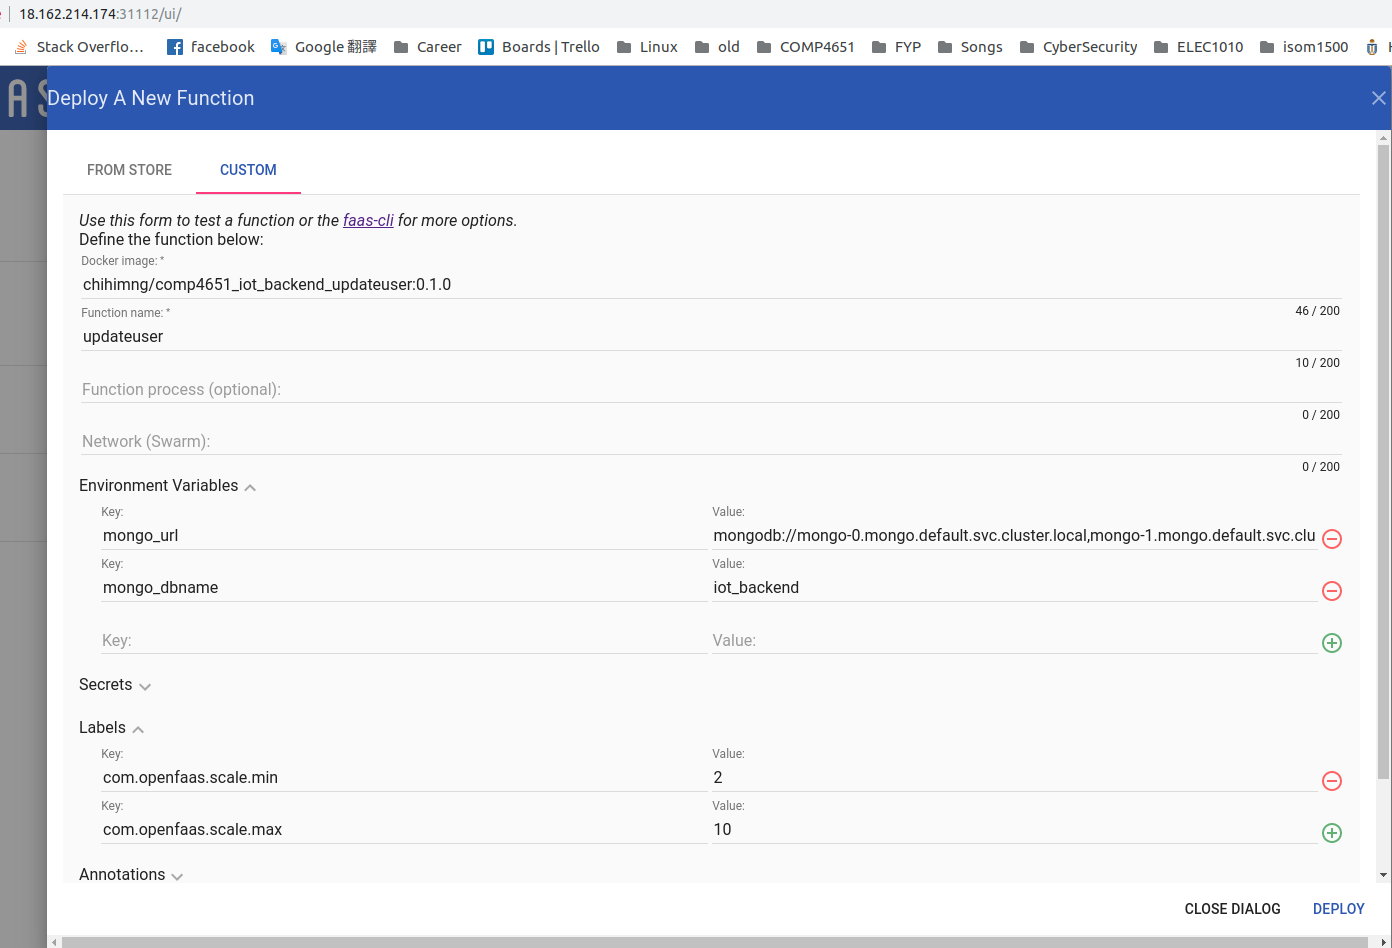 18.162.214.174:31112/ui/
Stack Overflo... facebook Google 翻譯 Career Boards | Trello Linux old COMP4651 FYP Songs CyberSecurity ELEC1010 isom1500
A S Deploy A New Function
FROM STORE CUSTOM
Use this form to test a function or the faas-cli for more options.
Define the function below:
Docker image: *
chihimng/comp4651_iot_backend_updateuser:0.1.0
46 / 200
Function name: *
updateuser
10 / 200
Function process (optional):
0 / 200
Network (Swarm):
0 / 200
Environment Variables
Key: Value:
mongo_url mongodb://mongo-0.mongo.default.svc.cluster.local,mongo-1.mongo.default.svc.clu
Key: Value:
mongo_dbname iot_backend
Key: Value:
Secrets
Labels
Key: Value:
com.openfaas.scale.min 2
Key: Value:
com.openfaas.scale.max 10
Annotations
CLOSE DIALOG DEPLOY